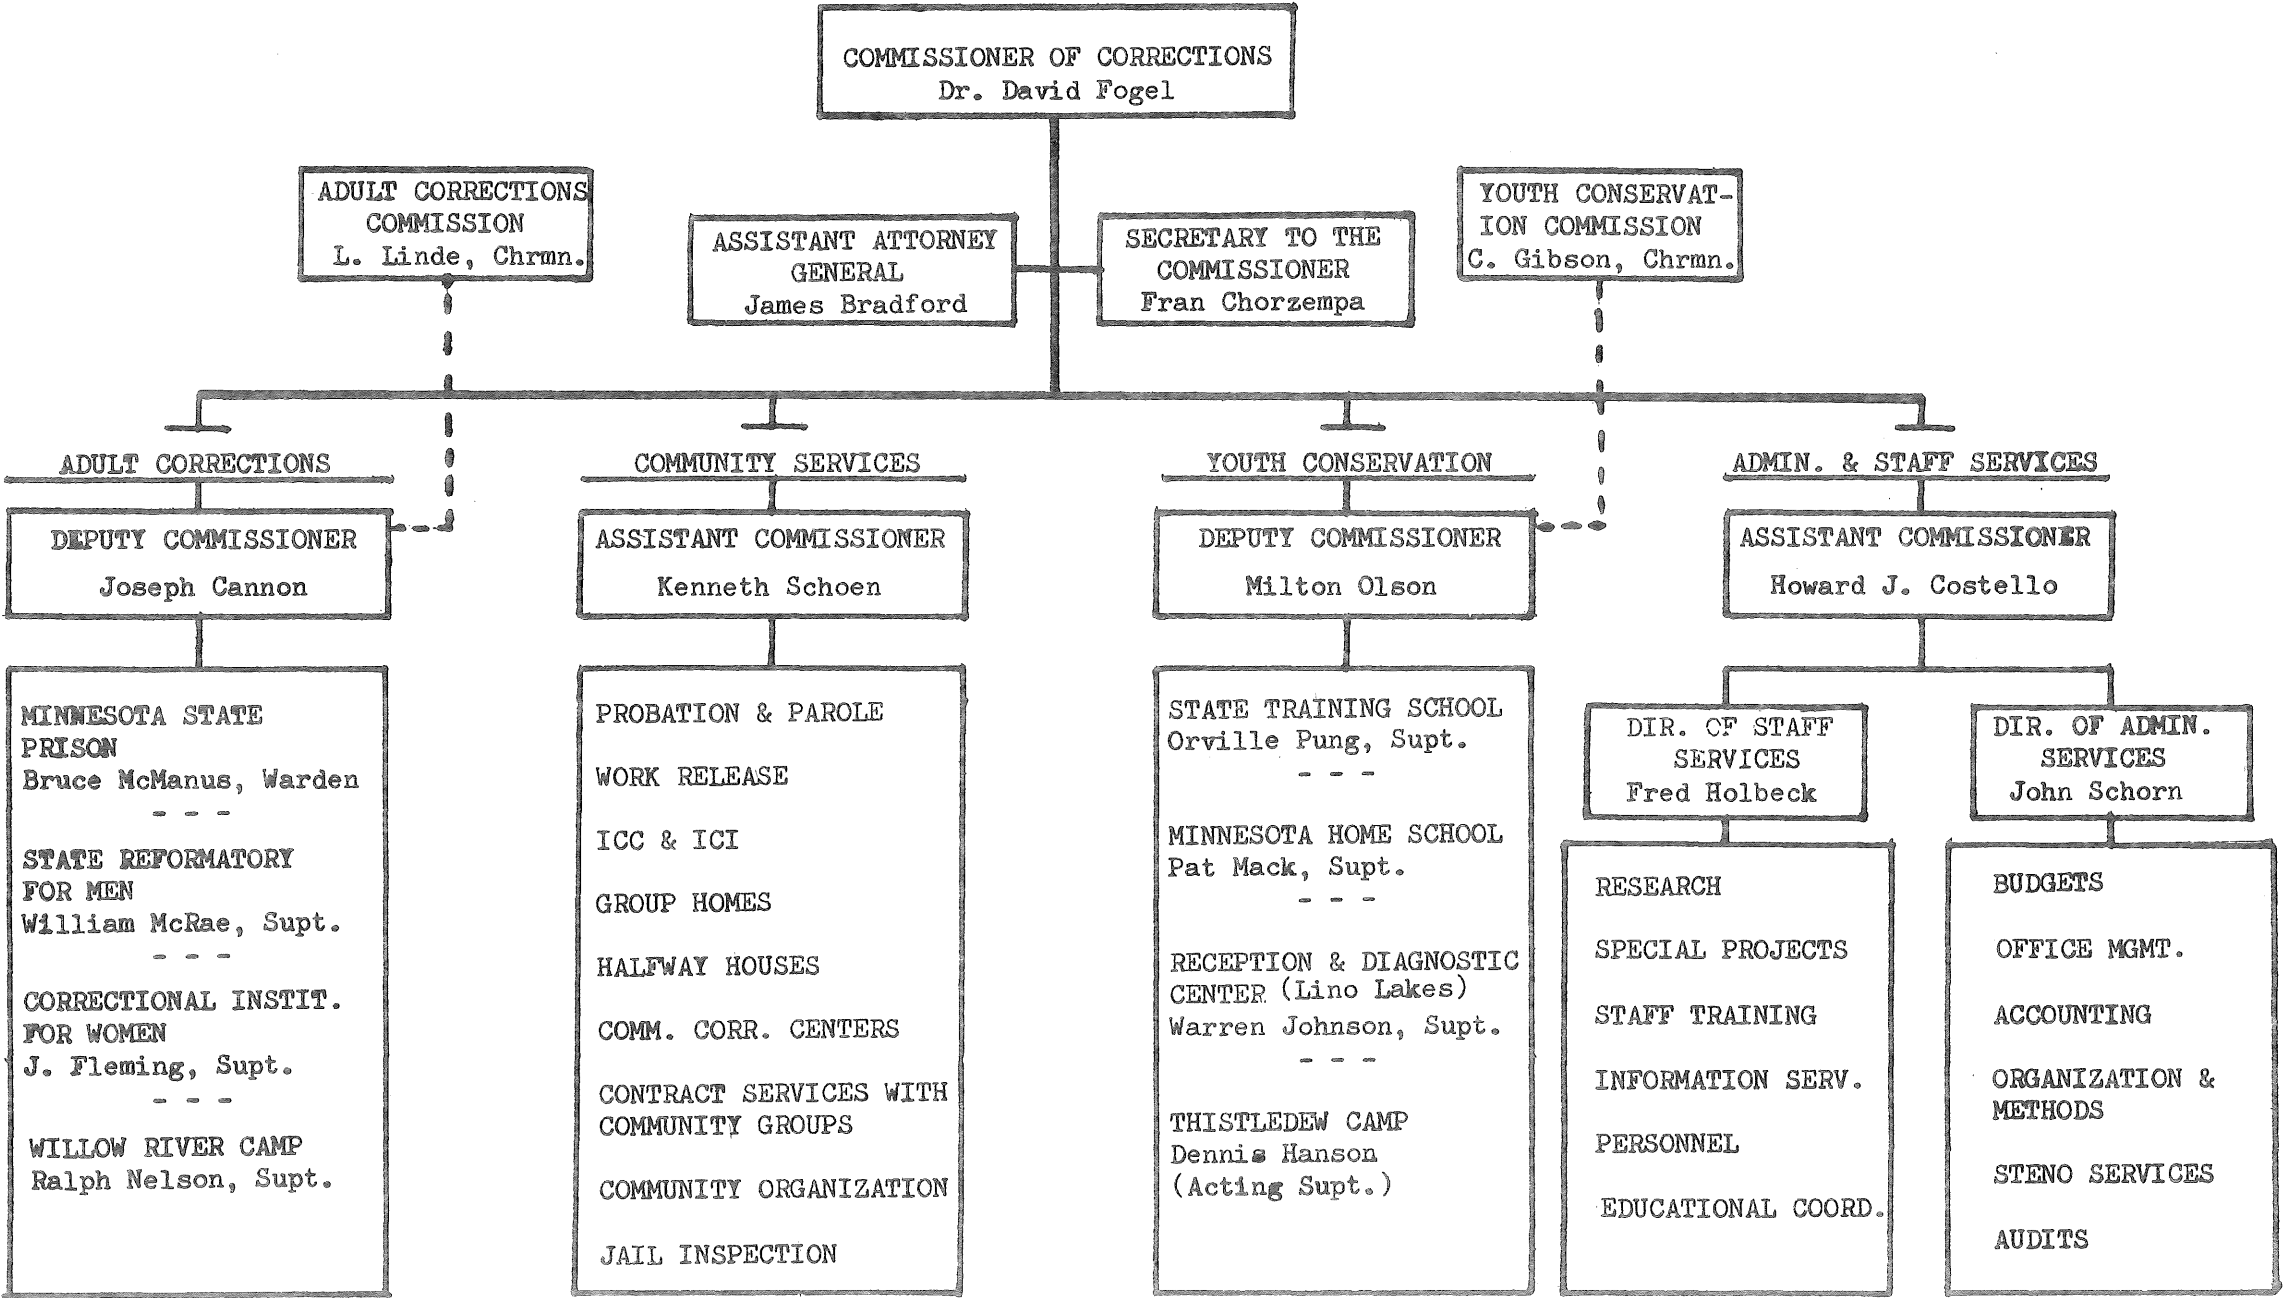 COMMISSIONER OF CORRECTIONS
Dr. David Fogel
ADULT CORRECTIONS
COMMISSION
L. Linde, Chrmn.
ASSISTANT ATTORNEY
GENERAL
James Bradford
SECRETARY TO THE
COMMISSIONER
Fran Chorzempa
YOUTH CONSERVAT-
ION COMMISSION
C. Gibson, Chrmn.
ADULT CORRECTIONS
DEPUTY COMMISSIONER
Joseph Cannon
MINNESOTA STATE
PRISON
Bruce McManus, Warden
- - -
STATE REFORMATORY
FOR MEN
William McRae, Supt.
- - -
CORRECTIONAL INSTIT.
FOR WOMEN
J. Fleming, Supt.
- - -
WILLOW RIVER CAMP
Ralph Nelson, Supt.
COMMUNITY SERVICES
ASSISTANT COMMISSIONER
Kenneth Schoen
PROBATION & PAROLE
WORK RELEASE
ICC & ICI
GROUP HOMES
HALFWAY HOUSES
COMM. CORR. CENTERS
CONTRACT SERVICES WITH
COMMUNITY GROUPS
COMMUNITY ORGANIZATION
JAIL INSPECTION
YOUTH CONSERVATION
DEPUTY COMMISSIONER
Milton Olson
STATE TRAINING SCHOOL
Orville Pung, Supt.
- - -
MINNESOTA HOME SCHOOL
Pat Mack, Supt.
- - -
RECEPTION & DIAGNOSTIC
CENTER (Lino Lakes)
Warren Johnson, Supt.
- - -
THISTLEDEW CAMP
Dennis Hanson
(Acting Supt.)
ADMIN. & STAFF SERVICES
ASSISTANT COMMISSIONER
Howard J. Costello
DIR. OF STAFF
SERVICES
Fred Holbeck
RESEARCH
SPECIAL PROJECTS
STAFF TRAINING
INFORMATION SERV.
PERSONNEL
EDUCATIONAL COORD.
DIR. OF ADMIN.
SERVICES
John Schorn
BUDGETS
OFFICE MGMT.
ACCOUNTING
ORGANIZATION &
METHODS
STENO SERVICES
AUDITS